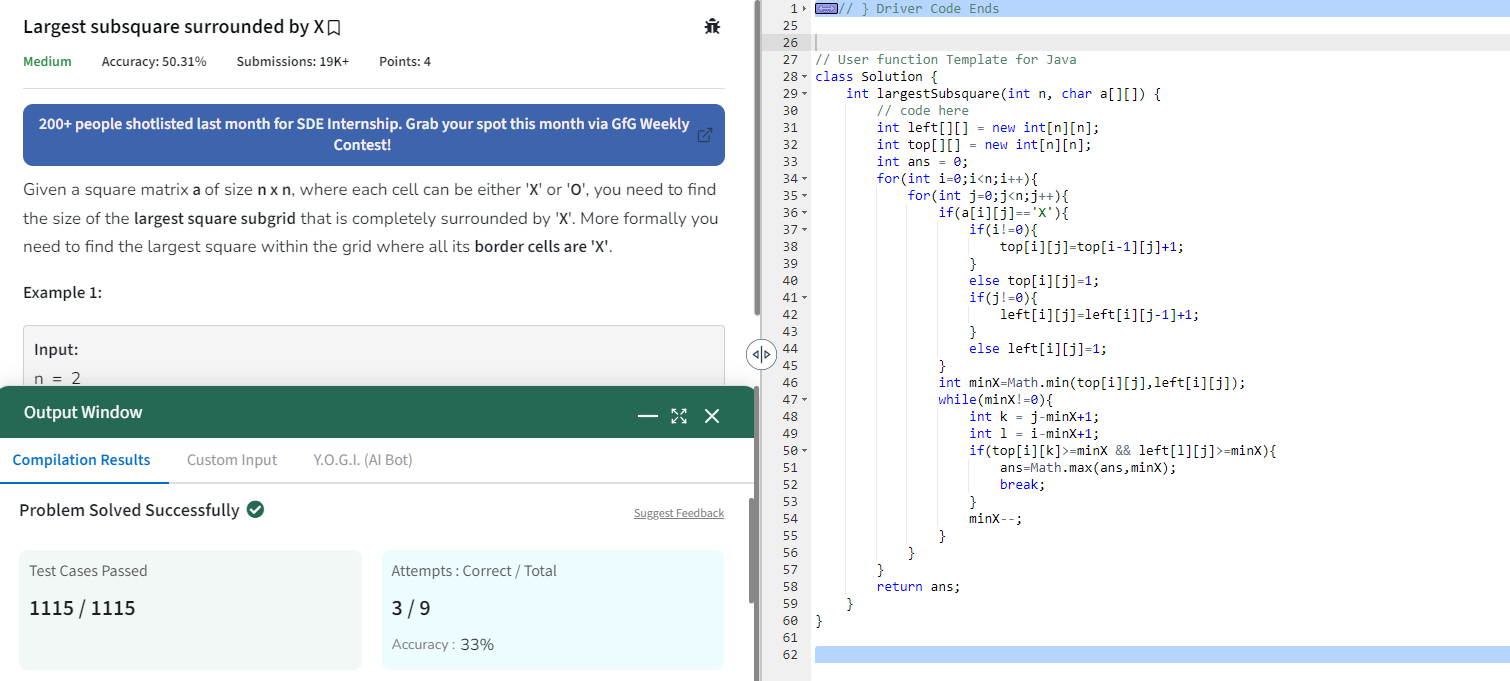 Largest subsquare surrounded by X
Medium Accuracy: 50.31% Submissions: 19K+ Points: 4
200+ people shotlisted last month for SDE Internship. Grab your spot this month via GfG Weekly
Contest!
Given a square matrix a of size n x n, where each cell can be either 'X' or 'O', you need to find
the size of the largest square subgrid that is completely surrounded by 'X'. More formally you
need to find the largest square within the grid where all its border cells are 'X'.
Example 1:
Input:
n = 2
Output Window
Compilation Results Custom Input Y.O.G.I. (AI Bot)
Problem Solved Successfully
Suggest Feedback
Test Cases Passed
1115 / 1115
Attempts : Correct / Total
3 / 9
Accuracy : 33%
1 // } Driver Code Ends
25
26
27 // User function Template for Java
28 class Solution {
29     int largestSubsquare(int n, char a[][]) {
30         // code here
31         int left[][] = new int[n][n];
32         int top[][] = new int[n][n];
33         int ans = 0;
34         for(int i=0;i<n;i++){
35             for(int j=0;j<n;j++){
36                 if(a[i][j]=='X'){
37                     if(i!=0){
38                         top[i][j]=top[i-1][j]+1;
39                     }
40                     else top[i][j]=1;
41                     if(j!=0){
42                         left[i][j]=left[i][j-1]+1;
43                     }
44                     else left[i][j]=1;
45                 }
46                 int minX=Math.min(top[i][j],left[i][j]);
47                 while(minX!=0){
48                     int k = j-minX+1;
49                     int l = i-minX+1;
50                     if(top[i][k]>=minX && left[l][j]>=minX){
51                         ans=Math.max(ans,minX);
52                         break;
53                     }
54                     minX--;
55                 }
56             }
57         }
58         return ans;
59     }
60 }
61
62